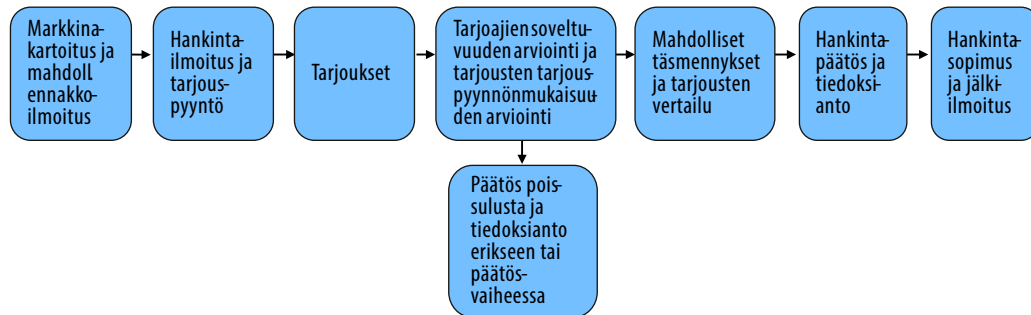 Markkina-
kartoitus ja
mahdoll.
ennakko-
ilmoitus
Hankinta-
ilmoitus ja
tarjous-
pyyntö
Tarjoukset
Tarjoajien soveltu-
vuuden arviointi ja
tarjousten tarjous-
pyynnönmukaisuu-
den arviointi
Mahdolliset
täsmennykset
ja tarjousten
vertailu
Hankinta-
päätös ja
tiedoksi-
anto
Hankinta-
sopimus
ja jälki-
ilmoitus
Päätös pois-
sulusta ja
tiedoksianto
erikseen tai
päätös-
vaiheessa